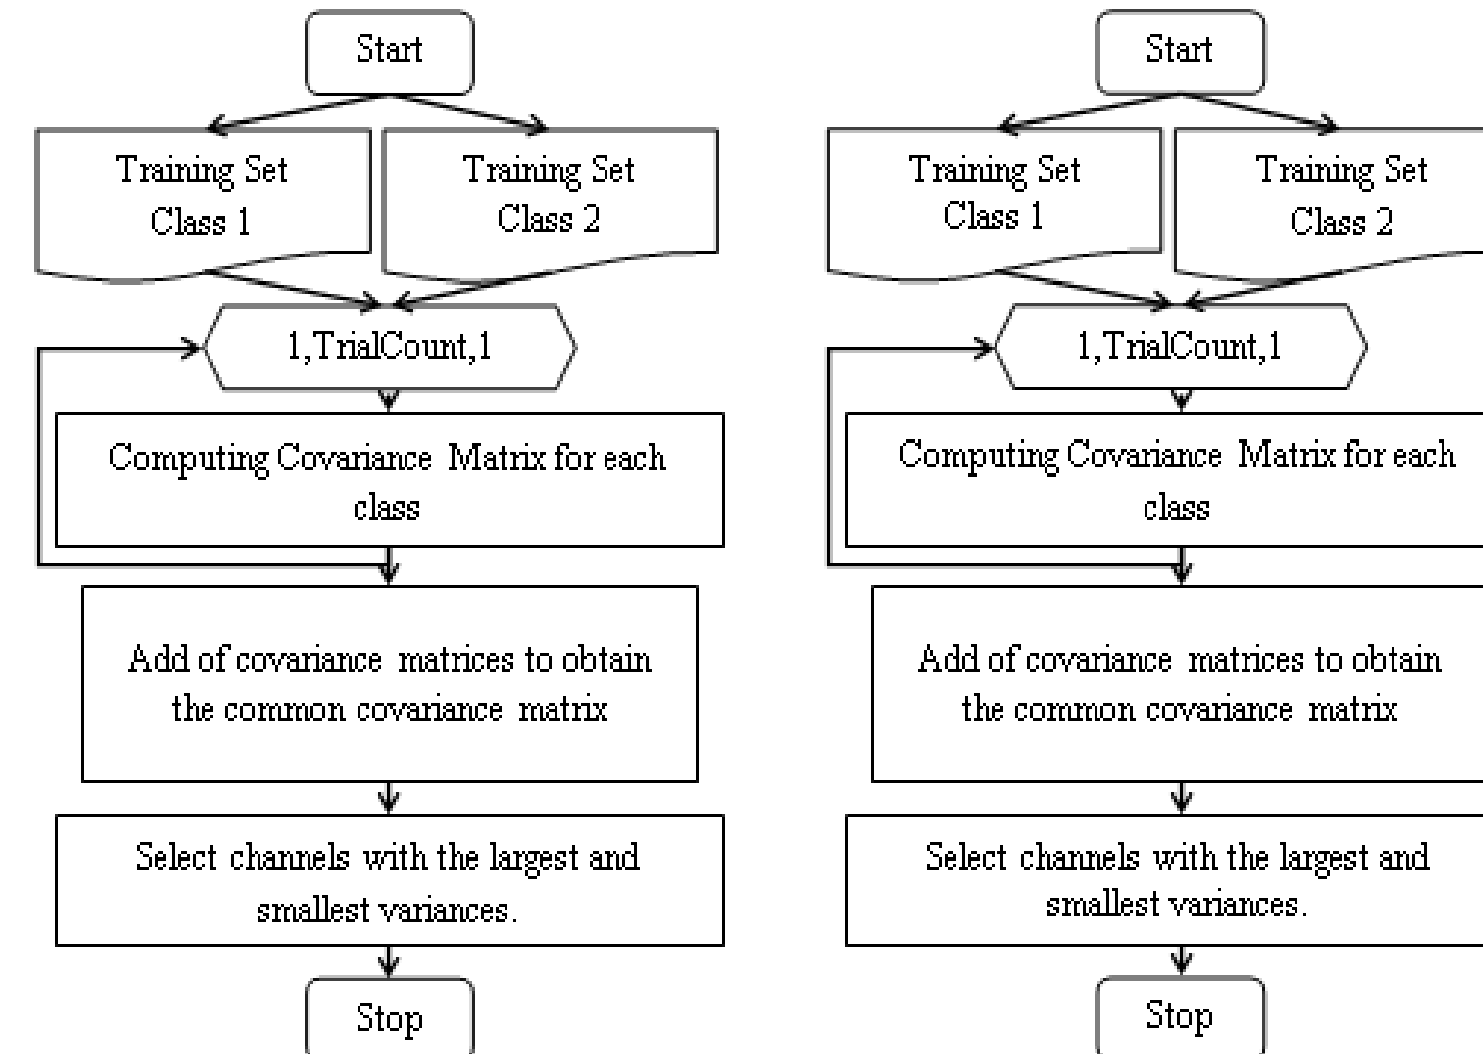 Start
Training Set
Class 1
Training Set
Class 2
1,TrialCount,1
Computing Covariance Matrix for each
class
Add of covariance matrices to obtain
the common covariance matrix
Select channels with the largest and
smallest variances.
Stop
Start
Training Set
Class 1
Training Set
Class 2
1,TrialCount,1
Computing Covariance Matrix for each
class
Add of covariance matrices to obtain
the common covariance matrix
Select channels with the largest and
smallest variances.
Stop